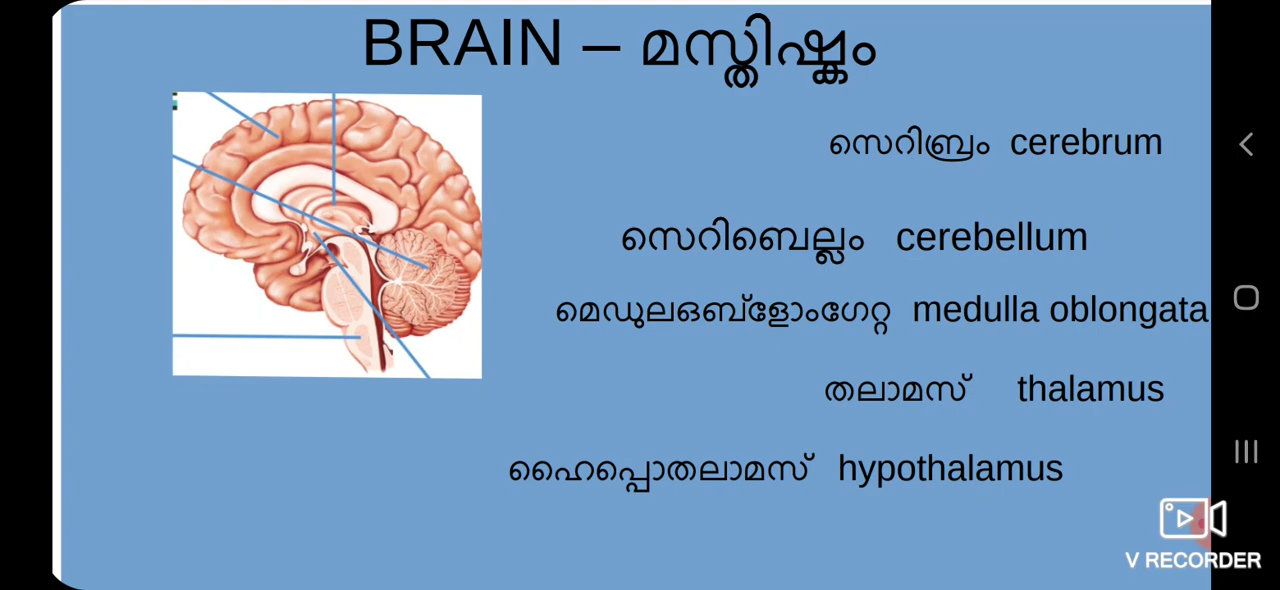 BRAIN – മസ്തിഷ്കം
സെറിബ്രം cerebrum
സെറിബെല്ലം cerebellum
മെഡുലഒബ്ളോംഗേറ്റ medulla oblongata
തലാമസ് thalamus
ഹൈപ്പൊതലാമസ് hypothalamus
V RECORDER